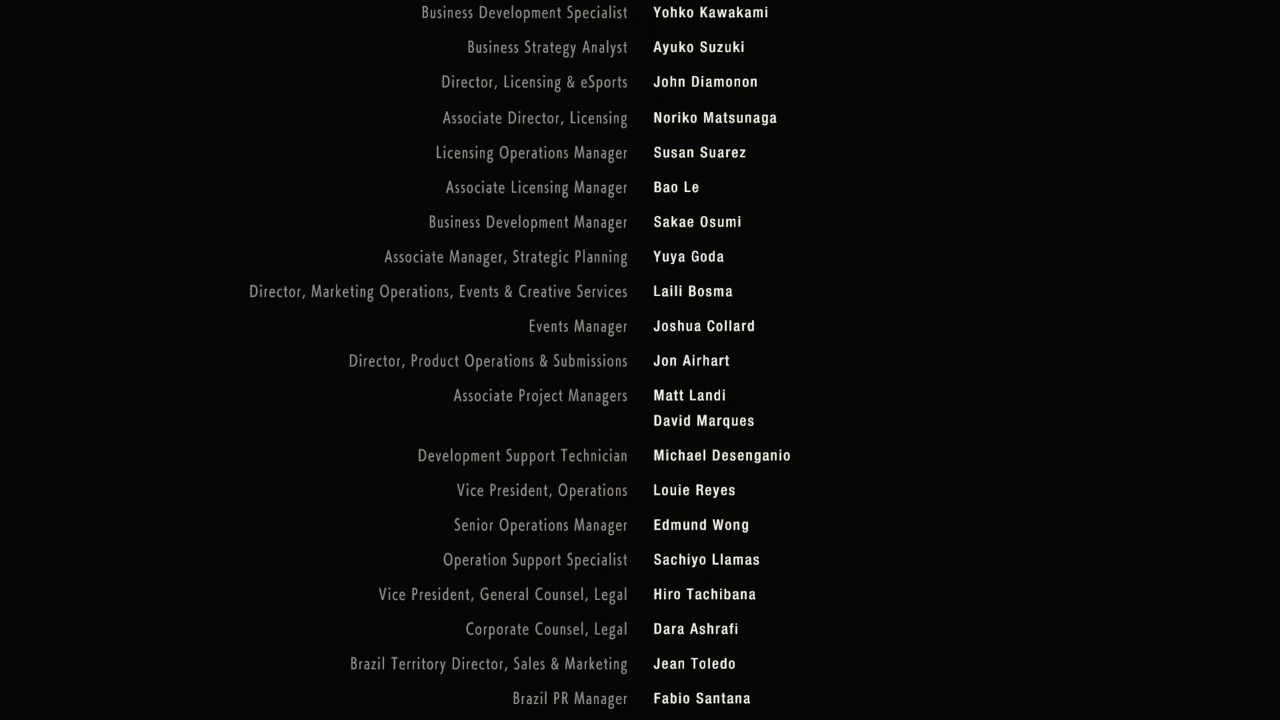 Business Development Specialist Yohko Kawakami
Business Strategy Analyst Ayuko Suzuki
Director, Licensing & eSports John Diamonon
Associate Director, Licensing Noriko Matsunaga
Licensing Operations Manager Susan Suarez
Associate Licensing Manager Bao Le
Business Development Manager Sakae Osumi
Associate Manager, Strategic Planning Yuya Goda
Director, Marketing Operations, Events & Creative Services Laili Bosma
Events Manager Joshua Collard
Director, Product Operations & Submissions Jon Airhart
Associate Project Managers Matt Landi
David Marques
Development Support Technician Michael Desenganio
Vice President, Operations Louie Reyes
Senior Operations Manager Edmund Wong
Operation Support Specialist Sachiyo Llamas
Vice President, General Counsel, Legal Hiro Tachibana
Corporate Counsel, Legal Dara Ashrafi
Brazil Territory Director, Sales & Marketing Jean Toledo
Brazil PR Manager Fabio Santana